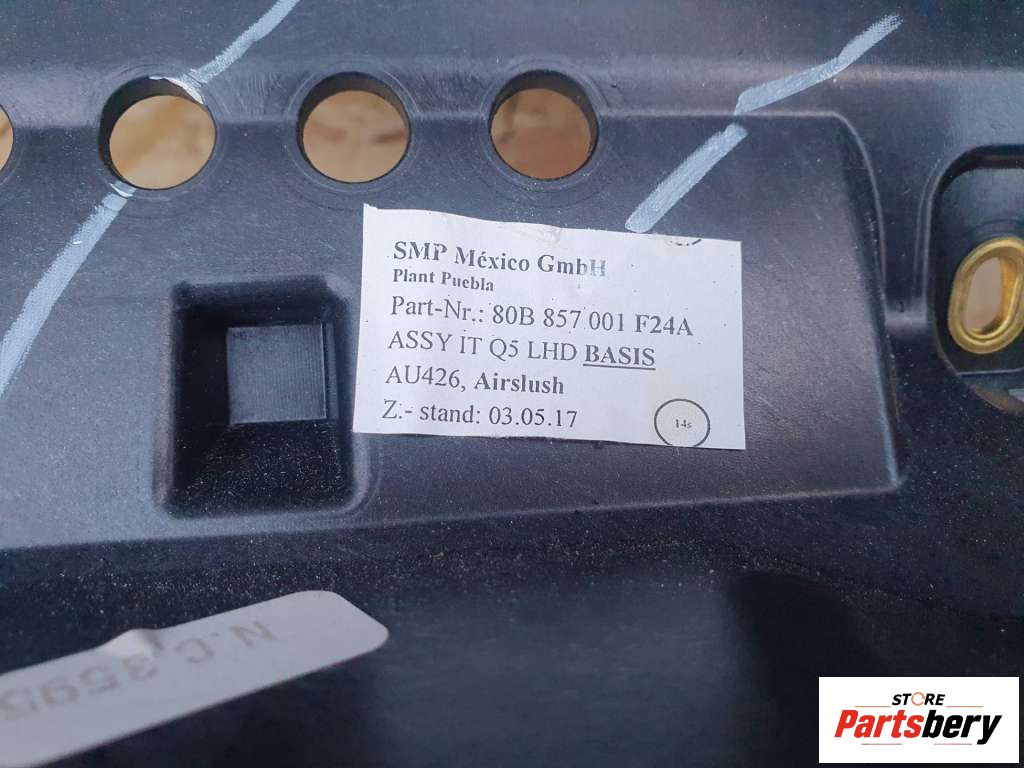 SMP México GmbH
Plant Puebla
Part-Nr.: 80B 857 001 F24A
ASSY IT Q5 LHD BASIS
AU426, Airslush
Z.- stand: 03.05.17
14s
N.C.3595
STORE
Partsbery